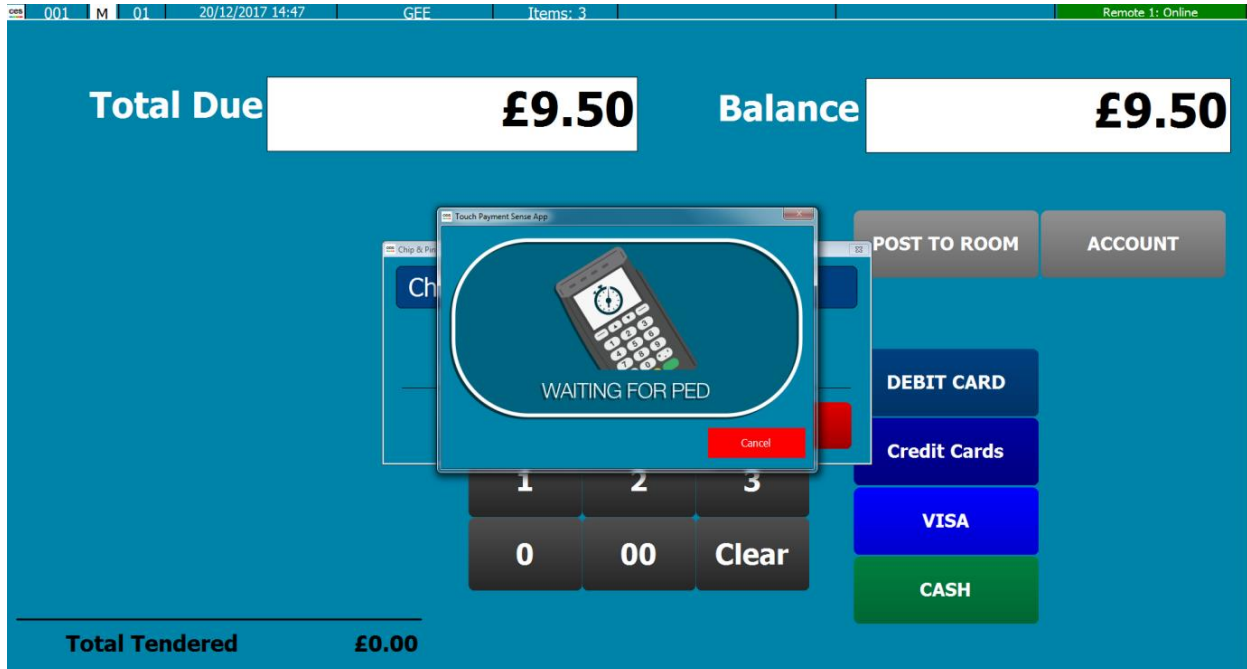 ces 001 M 01 20/12/2017 14:47 GEE Items: 3 Remote 1: Online
Total Due £9.50 Balance £9.50
Touch Payment Sense App
Chip & Pin
POST TO ROOM ACCOUNT
Ch
WAITING FOR PED
DEBIT CARD
Cancel
Credit Cards
1 2 3
VISA
0 00 Clear
CASH
Total Tendered £0.00